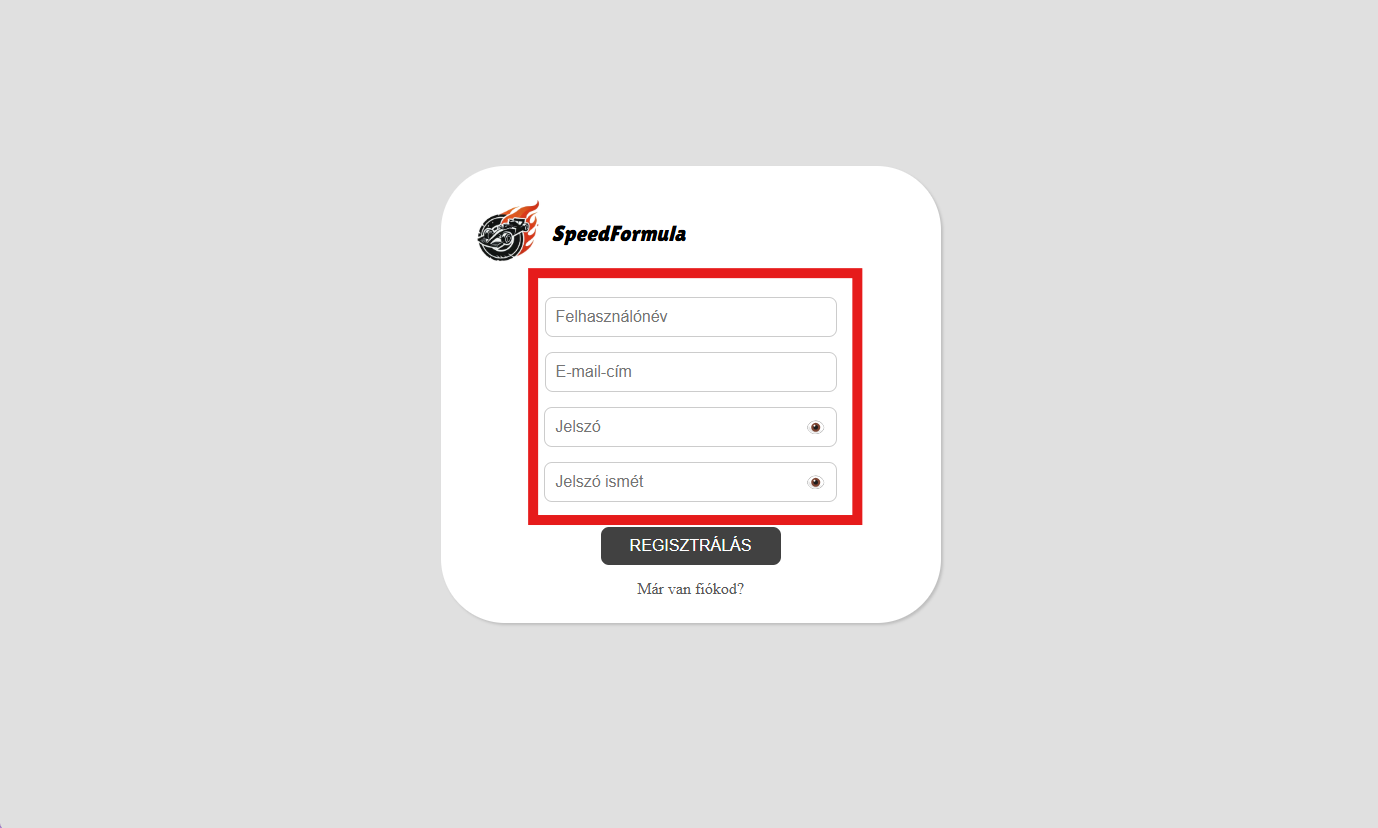 SpeedFormula
Felhasználónév
E-mail-cím
Jelszó
Jelszó ismét
REGISZTRÁLÁS
Már van fiókod?